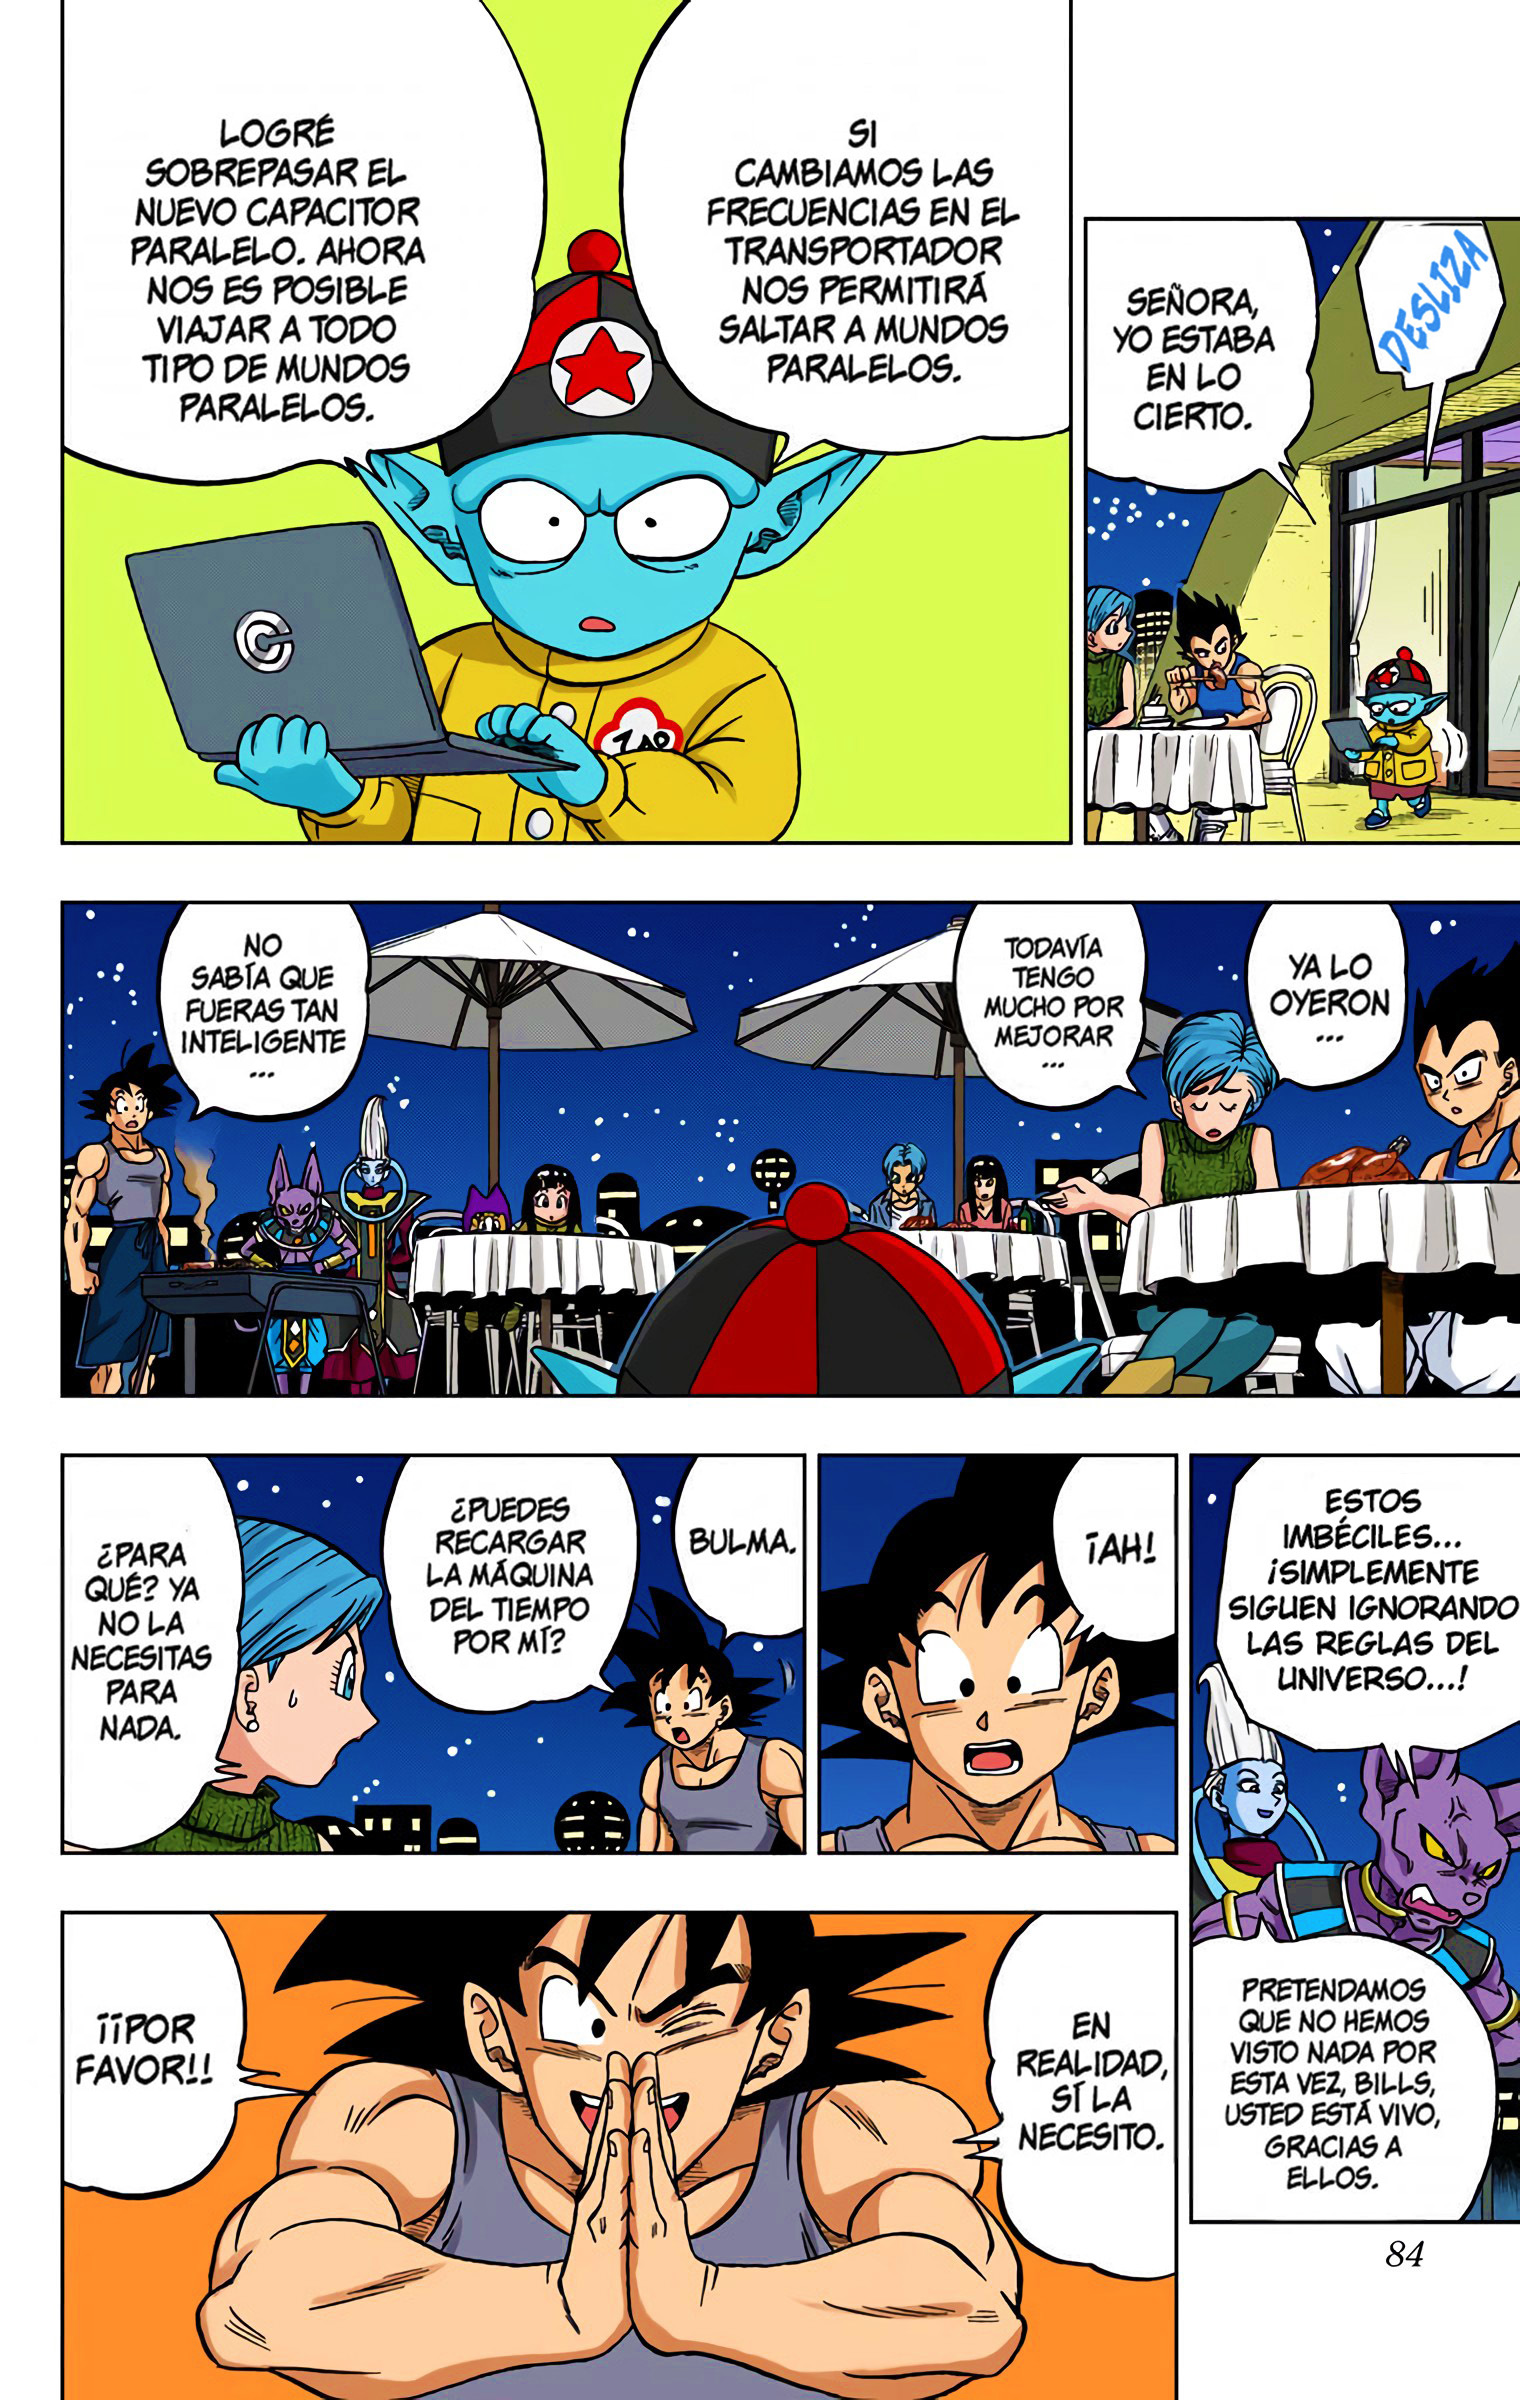 DESLIZA
SEÑORA,
YO ESTABA
EN LO
CIERTO.
SI
CAMBIAMOS LAS
FRECUENCIAS EN EL
TRANSPORTADOR
NOS PERMITIRÁ
SALTAR A MUNDOS
PARALELOS.
LOGRÉ
SOBREPASAR EL
NUEVO CAPACITOR
PARALELO. AHORA
NOS ES POSIBLE
VIAJAR A TODO
TIPO DE MUNDOS
PARALELOS.
YA LO
OYERON
...
TODAVÍA
TENGO
MUCHO POR
MEJORAR
...
NO
SABÍA QUE
FUERAS TAN
INTELIGENTE
...
ESTOS
IMBÉCILES...
¡SIMPLEMENTE
SIGUEN IGNORANDO
LAS REGLAS DEL
UNIVERSO...!
PRETENDAMOS
QUE NO HEMOS
VISTO NADA POR
ESTA VEZ, BILLS,
USTED ESTÁ VIVO,
GRACIAS A
ELLOS.
¡AH!
BULMA.
¿PUEDES
RECARGAR
LA MÁQUINA
DEL TIEMPO
POR MÍ?
¿PARA
QUÉ? YA
NO LA
NECESITAS
PARA
NADA.
EN
REALIDAD,
SÍ LA
NECESITO.
¡¡POR
FAVOR!!
84